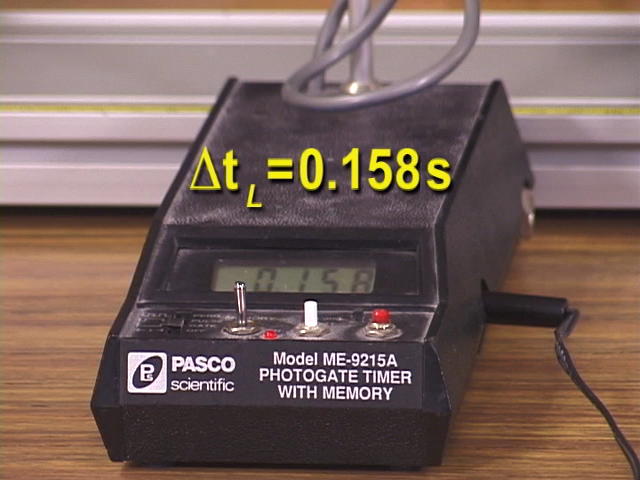 Δt L =0.158s
0.158
PASCO
scientific
Model ME-9215A
PHOTOGATE TIMER
WITH MEMORY